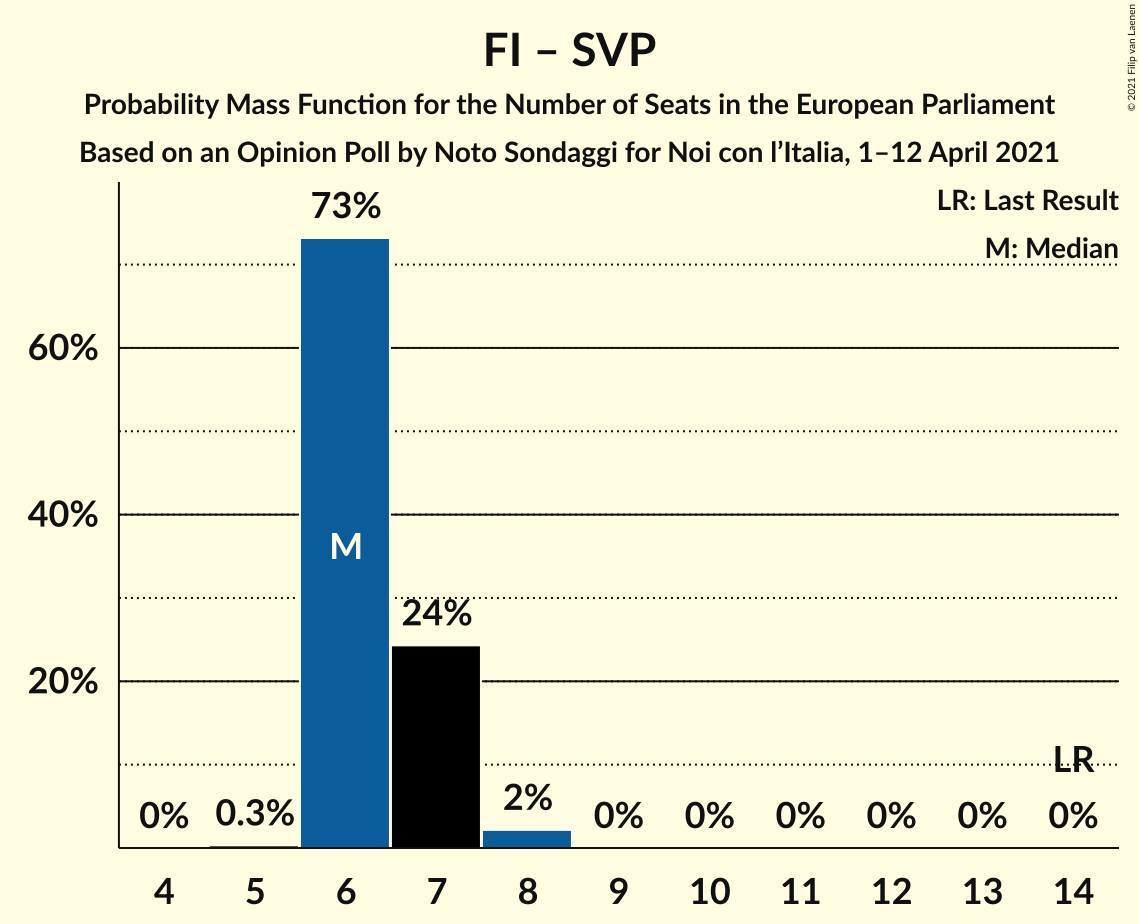 FI – SVP
Probability Mass Function for the Number of Seats in the European Parliament
Based on an Opinion Poll by Noto Sondaggi for Noi con l’Italia, 1–12 April 2021
© 2021 Filip van Laenen
LR: Last Result
M: Median
73%
60%
40%
M
24%
20%
LR
0% 0.3% 2% 0% 0% 0% 0% 0% 0%
4 5 6 7 8 9 10 11 12 13 14